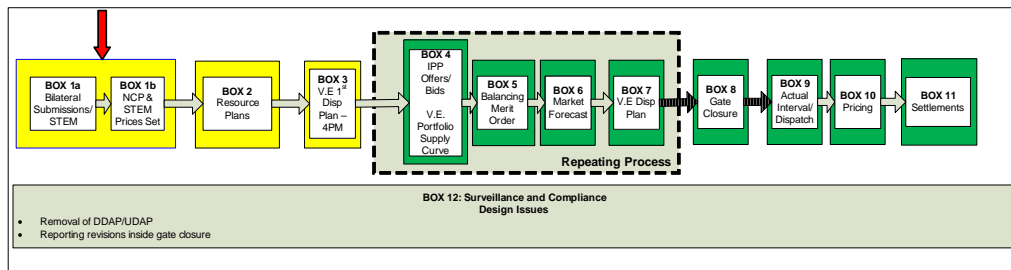 BOX 1a
Bilateral
Submissions/
STEM
BOX 1b
NCP &
STEM
Prices Set
BOX 2
Resource
Plans
BOX 3
V.E 1st
Disp
Plan –
4PM
BOX 4
IPP
Offers/
Bids
V.E.
Portfolio
Supply
Curve
BOX 5
Balancing
Merit
Order
BOX 6
Market
Forecast
BOX 7
V.E Disp
Plan
Repeating Process
BOX 8
Gate
Closure
BOX 9
Actual
Interval/
Dispatch
BOX 10
Pricing
BOX 11
Settlements
BOX 12: Surveillance and Compliance
Design Issues
• Removal of DDAP/UDAP
• Reporting revisions inside gate closure